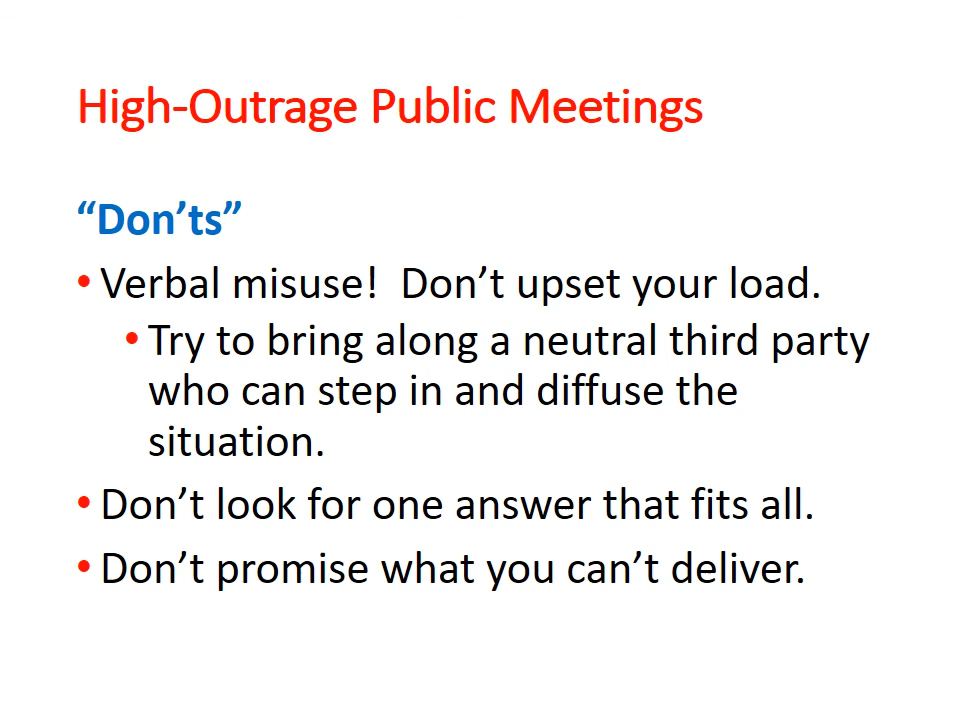 High-Outrage Public Meetings
“Don’ts”
• Verbal misuse!  Don’t upset your load.
• Try to bring along a neutral third party
who can step in and diffuse the
situation.
• Don’t look for one answer that fits all.
• Don’t promise what you can’t deliver.